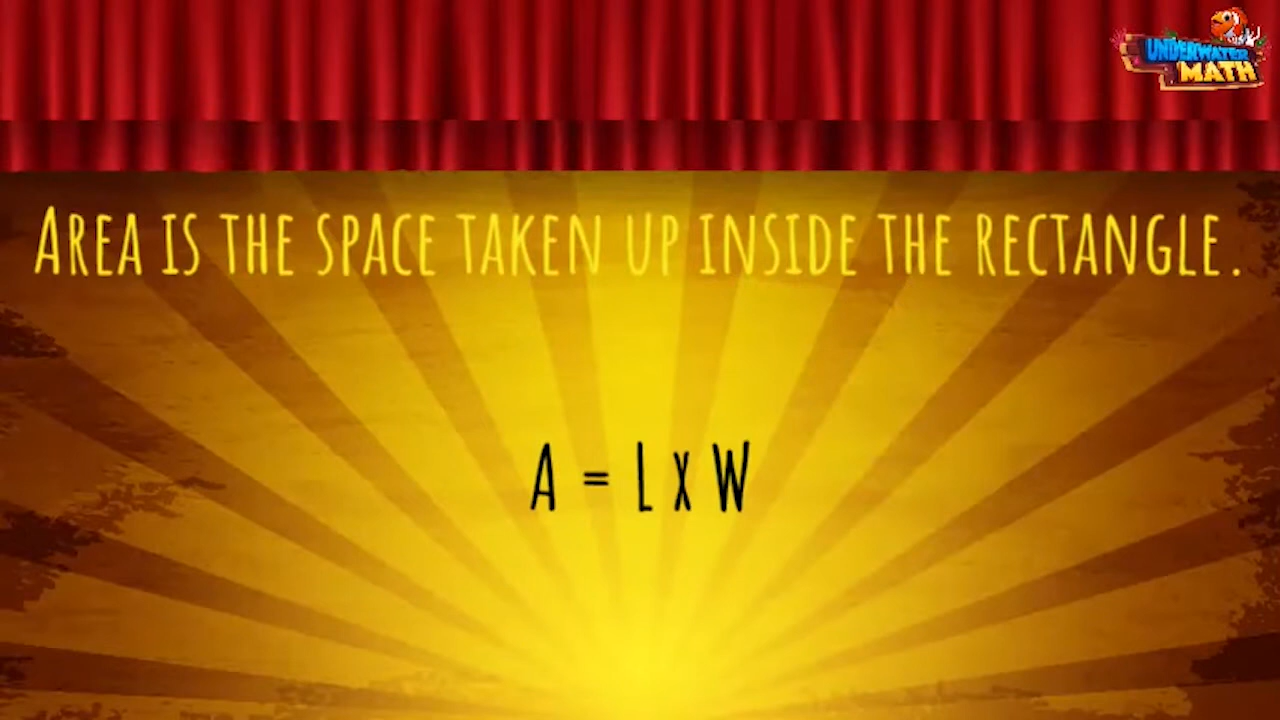 UNDERWATER
MATH
AREA IS THE SPACE TAKEN UP INSIDE THE RECTANGLE.
A = L x W